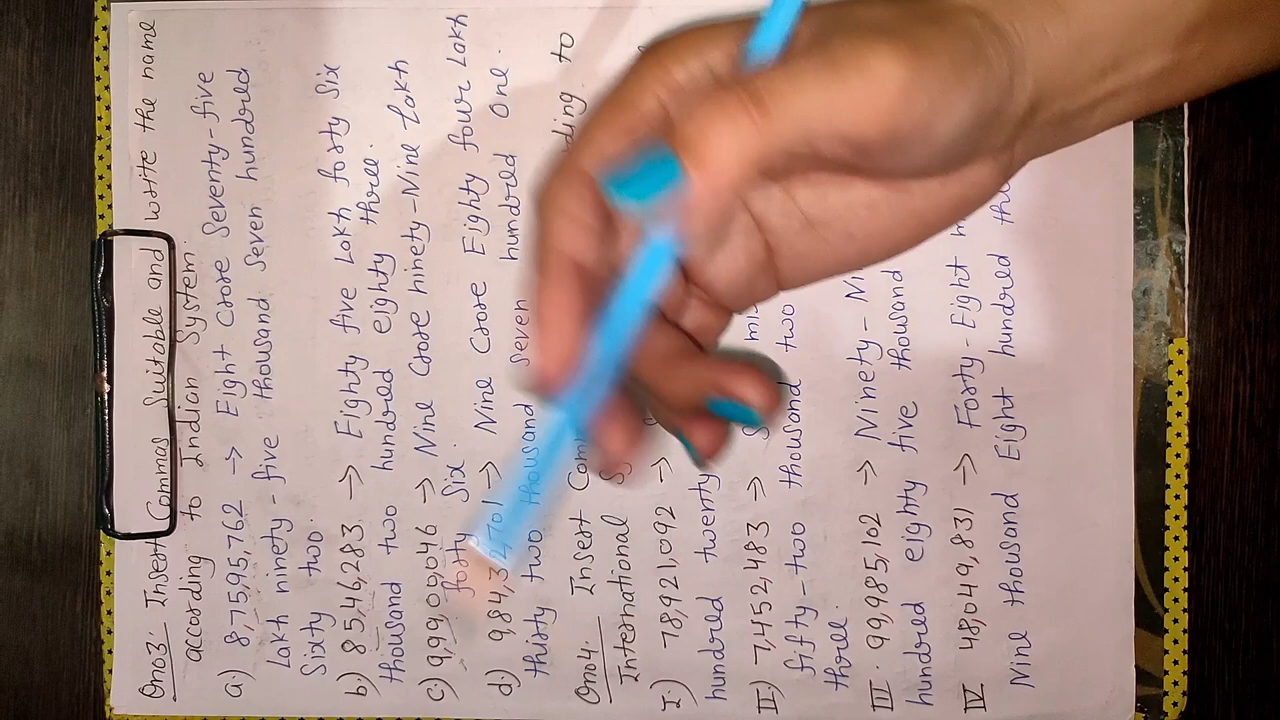 Qno3: Insert Commas Suitable and write the name
according to Indian System.
a.) 8,75,95,762 → Eight Crore Seventy-five
Lakh ninety-five thousand Seven hundred
Sixty two.
b.) 85,46,283 → Eighty five Lakh forty Six
thousand two hundred eighty three.
c.) 9,99,00,046 → Nine Crore ninety-Nine Lakh
forty Six.
d.) 9,84,32,701 → Nine Crore Eighty four Lakh
thirty two thousand Seven hundred One.
Qno4: Insert
International
I.) 78,921,092 →
hundred twenty
II.) 7,452,483 →
fifty-two thousand two
three.
III. 99,985,102 → Ninety-
hundred eighty five thousand
IV 48,049,831 → Forty-Eight
Nine thousand Eight hundred